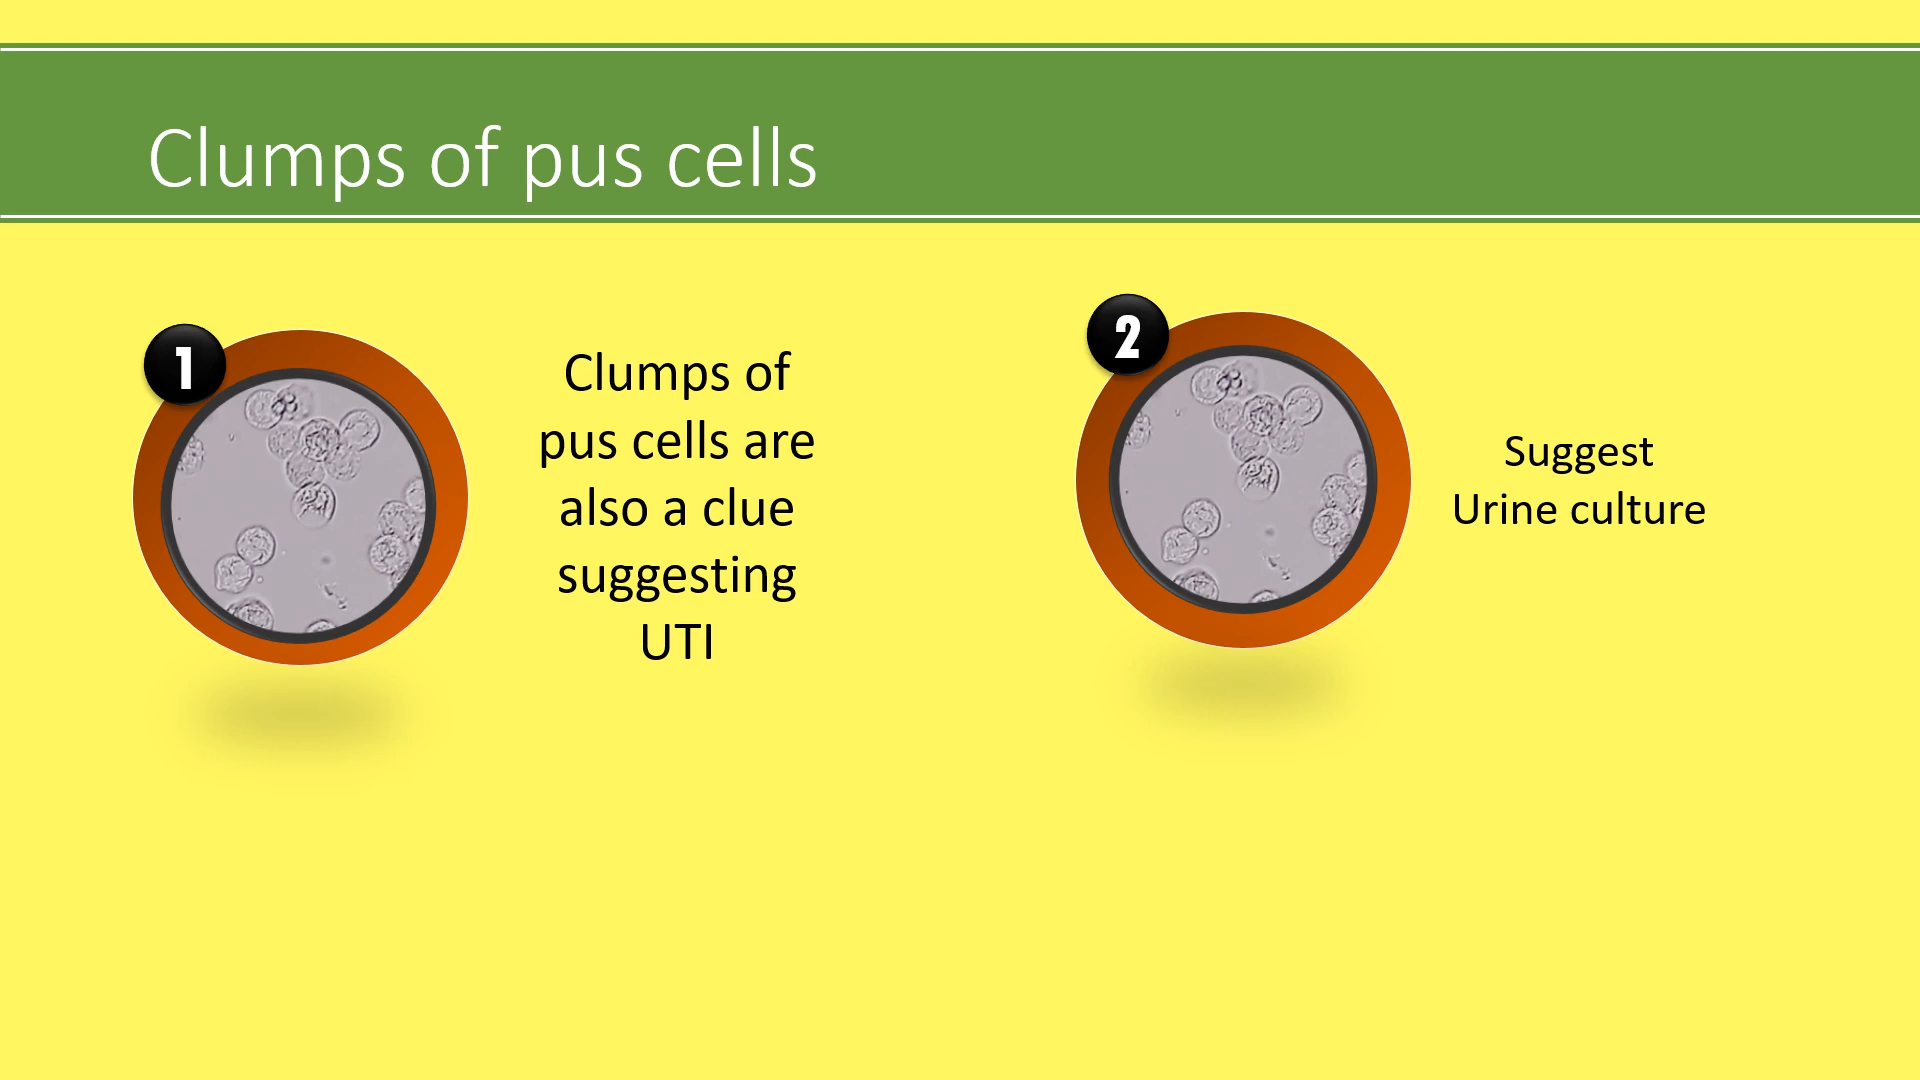 Clumps of pus cells
1
Clumps of
pus cells are
also a clue
suggesting
UTI
2
Suggest
Urine culture